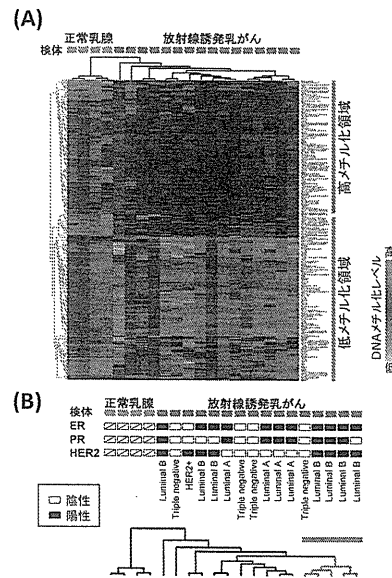 (A)
正常乳腺 放射線誘発乳がん
検体
高メチル化領域
低メチル化領域
DNAメチル化レベル
低
(B)
正常乳腺 放射線誘発乳がん
検体
ER
PR
HER2
Luminal B
Triple negative
HER2+
Luminal B
Luminal B
Luminal A
Triple negative
Triple negative
Luminal A
Luminal A
Luminal A
Triple negative
Luminal B
Luminal B
Luminal B
Luminal B
陰性
陽性